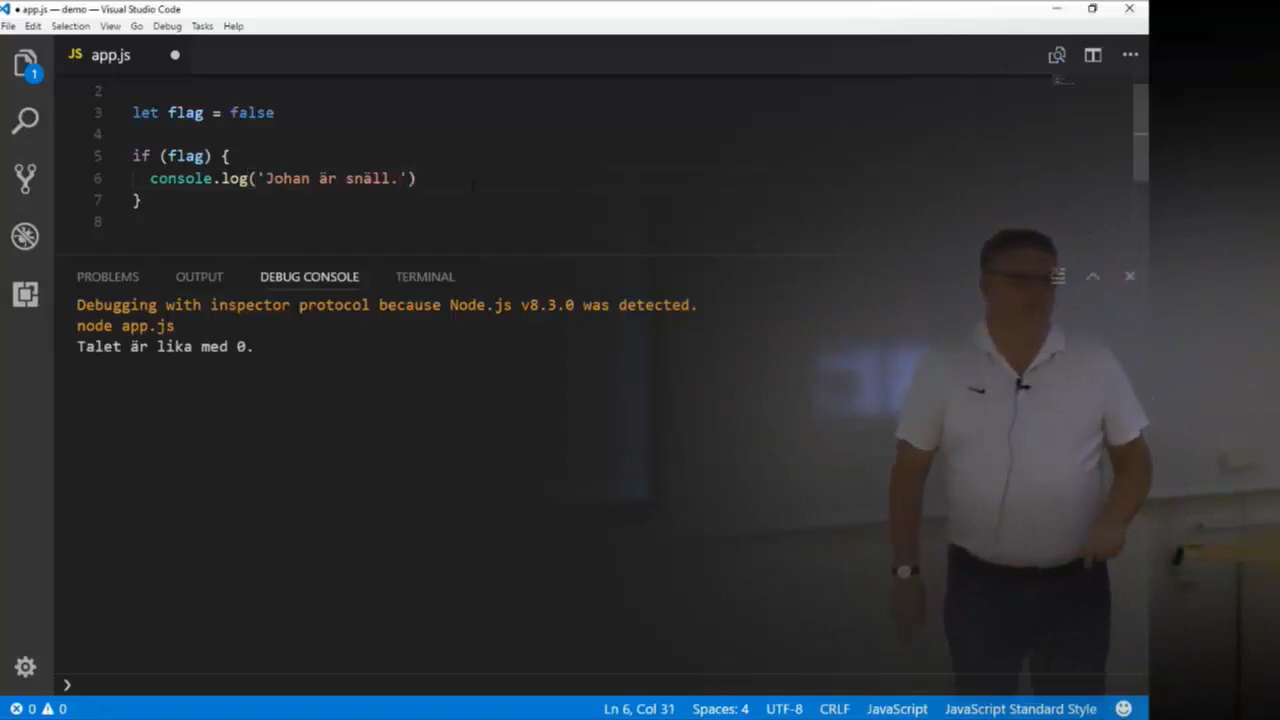 app.js — demo — Visual Studio Code
File Edit Selection View Go Debug Tasks Help
JS app.js
1
2
3 let flag = false
4
5 if (flag) {
6 console.log('Johan är snäll.')
7 }
8
PROBLEMS OUTPUT DEBUG CONSOLE TERMINAL
Debugging with inspector protocol because Node.js v8.3.0 was detected.
node app.js
Talet är lika med 0.
0 0 Ln 6, Col 31 Spaces: 4 UTF-8 CRLF JavaScript JavaScript Standard Style